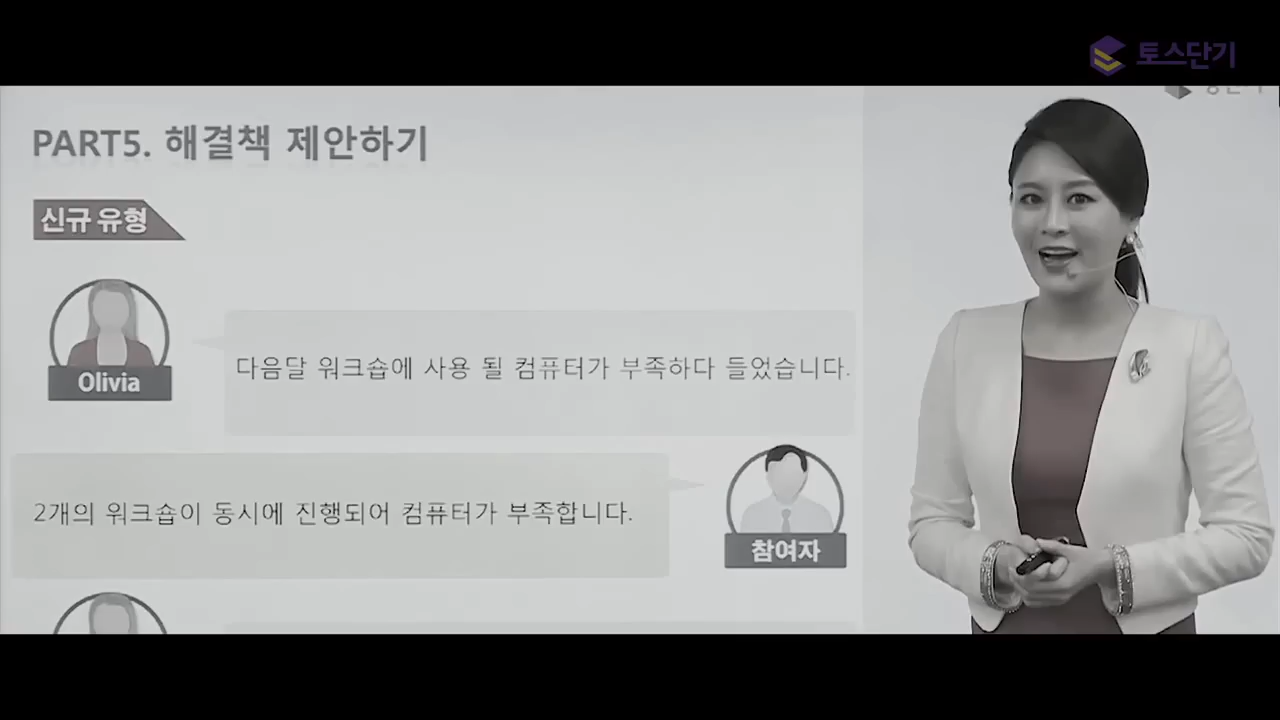 토스단기
PART5. 해결책 제안하기
신규 유형
Olivia
다음달 워크숍에 사용 될 컴퓨터가 부족하다 들었습니다.
2개의 워크숍이 동시에 진행되어 컴퓨터가 부족합니다.
참여자